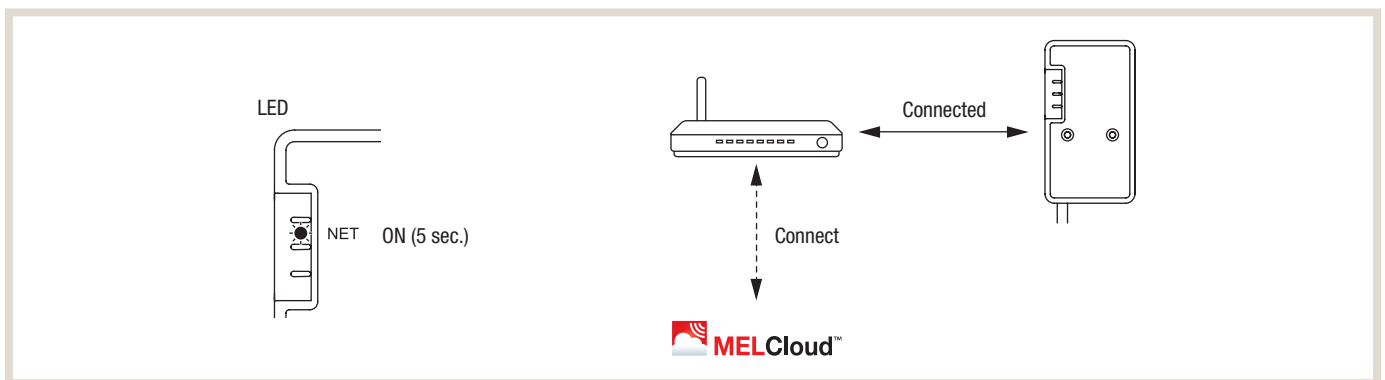 LED
NET ON (5 sec.)
Connected
Connect
MELCloud™